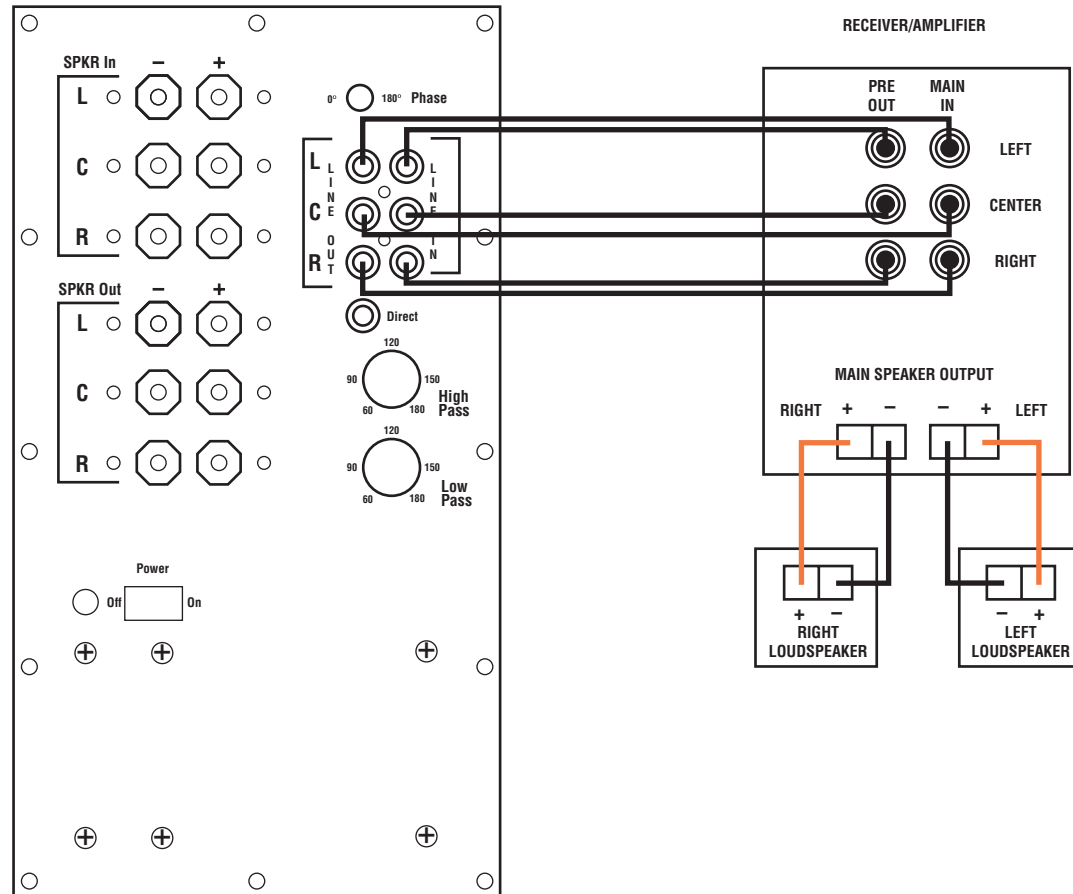 SPKR In
− +
L
C
R
SPKR Out
− +
L
C
R
0° 180° Phase
L
C
R
LINE OUT
LINE IN
Direct
120
90 150
60 180
High
Pass
120
90 150
60 180
Low
Pass
Power
Off On
RECEIVER/AMPLIFIER
PRE
OUT
MAIN
IN
LEFT
CENTER
RIGHT
MAIN SPEAKER OUTPUT
RIGHT + − − + LEFT
+ −
RIGHT
LOUDSPEAKER
− +
LEFT
LOUDSPEAKER